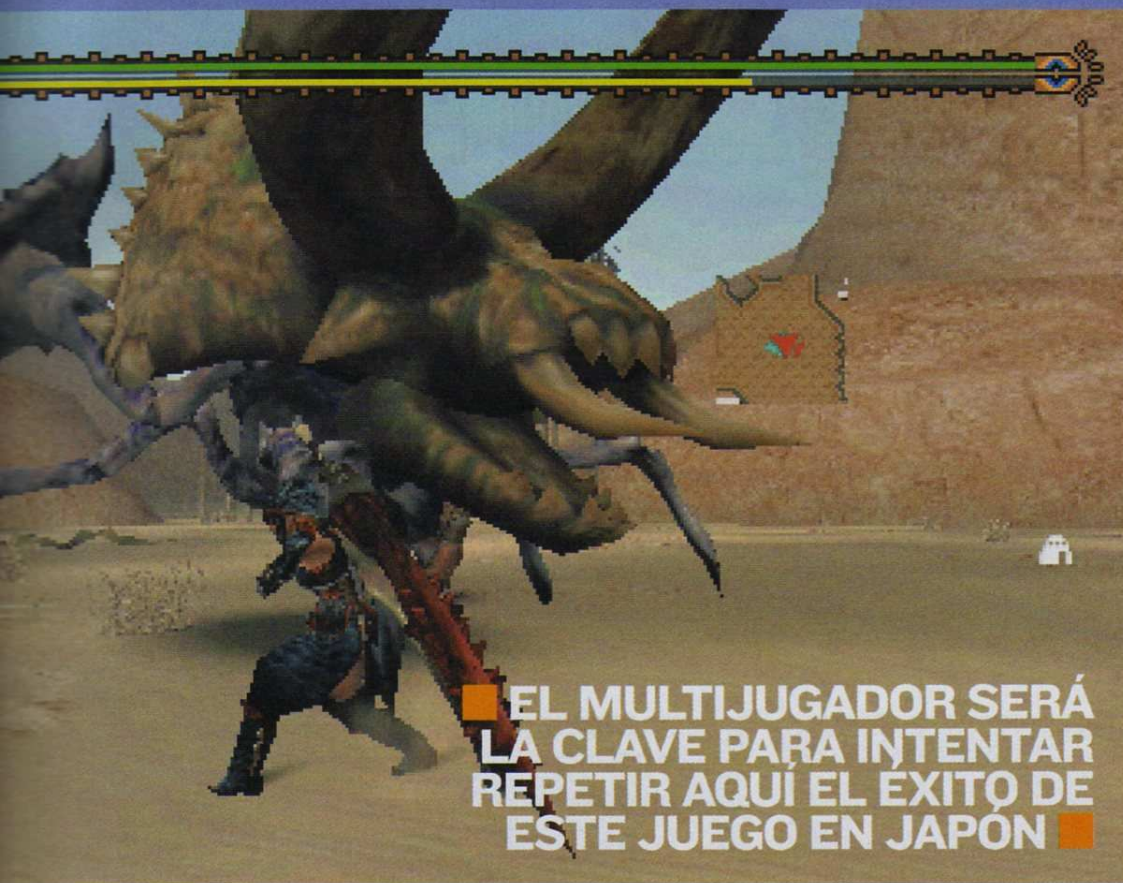 EL MULTIJUGADOR SERÁ
LA CLAVE PARA INTENTAR
REPETIR AQUÍ EL ÉXITO DE
ESTE JUEGO EN JAPÓN